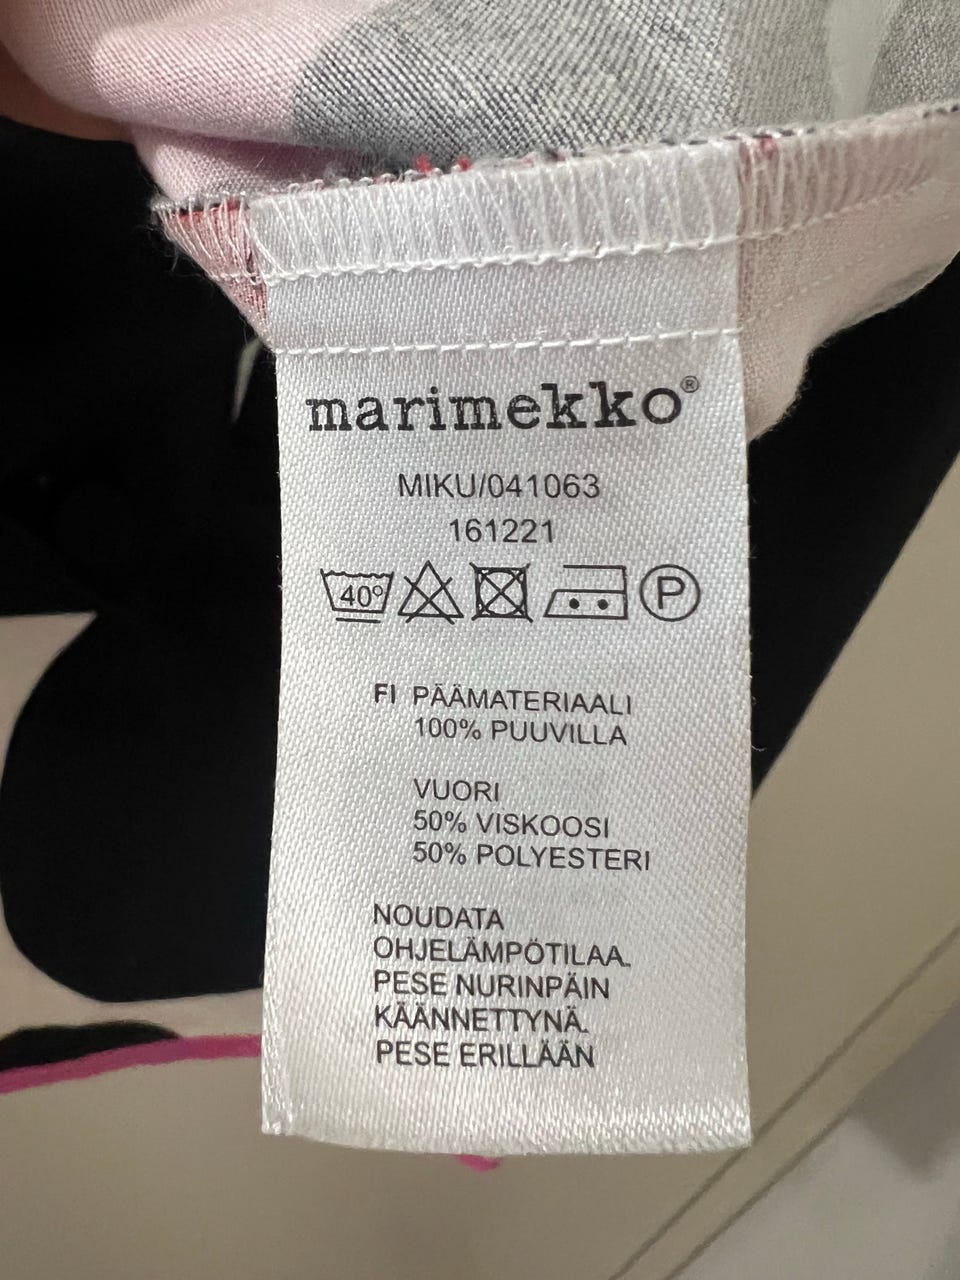 marimekko®
MIKU/041063
161221
40° P
FI PÄÄMATERIAALI
100% PUUVILLA
VUORI
50% VISKOOSI
50% POLYESTERI
NOUDATA
OHJELÄMPÖTILAA.
PESE NURINPÄIN
KÄÄNNETTYNÄ.
PESE ERILLÄÄN